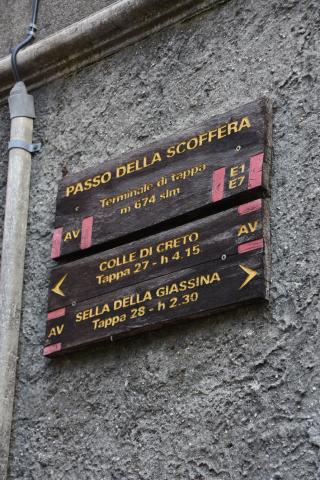 PASSO DELLA SCOFFERA
Terminale di tappa
m 674 slm
AV
E1
E7
COLLE DI CRETO
Tappa 27 - h 4.15
AV
SELLA DELLA GIASSINA
Tappa 28 - h 2.30
AV